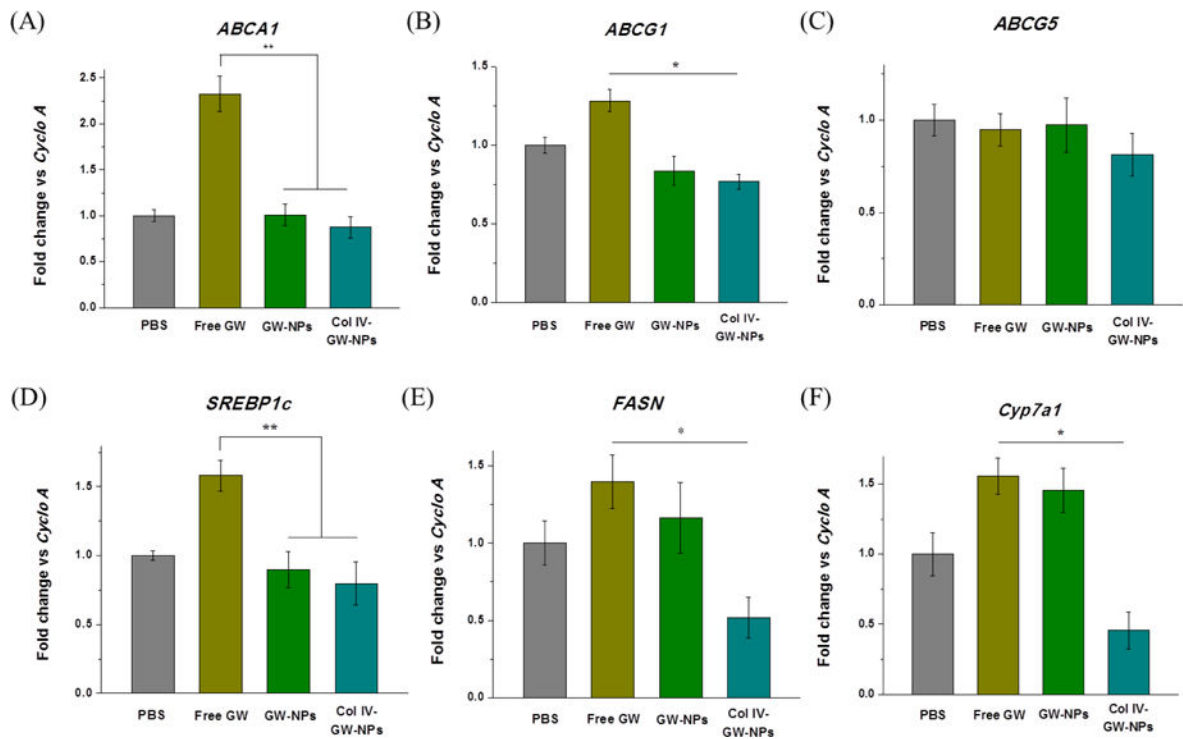 (A)
ABCA1
**
Fold change vs Cyclo A
2.5
2.0
1.5
1.0
0.5
0.0
PBS
Free GW
GW-NPs
Col IV-
GW-NPs
(B)
ABCG1
*
Fold change vs Cyclo A
1.5
1.0
0.5
0.0
PBS
Free GW
GW-NPs
Col IV-
GW-NPs
(C)
ABCG5
Fold change vs Cyclo A
1.0
0.5
0.0
PBS
Free GW
GW-NPs
Col IV-
GW-NPs
(D)
SREBP1c
**
Fold change vs Cyclo A
1.5
1.0
0.5
0.0
PBS
Free GW
GW-NPs
Col IV-
GW-NPs
(E)
FASN
*
Fold change vs Cyclo A
1.5
1.0
0.5
0.0
PBS
Free GW
GW-NPs
Col IV-
GW-NPs
(F)
Cyp7a1
*
Fold change vs Cyclo A
1.5
1.0
0.5
0.0
PBS
Free GW
GW-NPs
Col IV-
GW-NPs